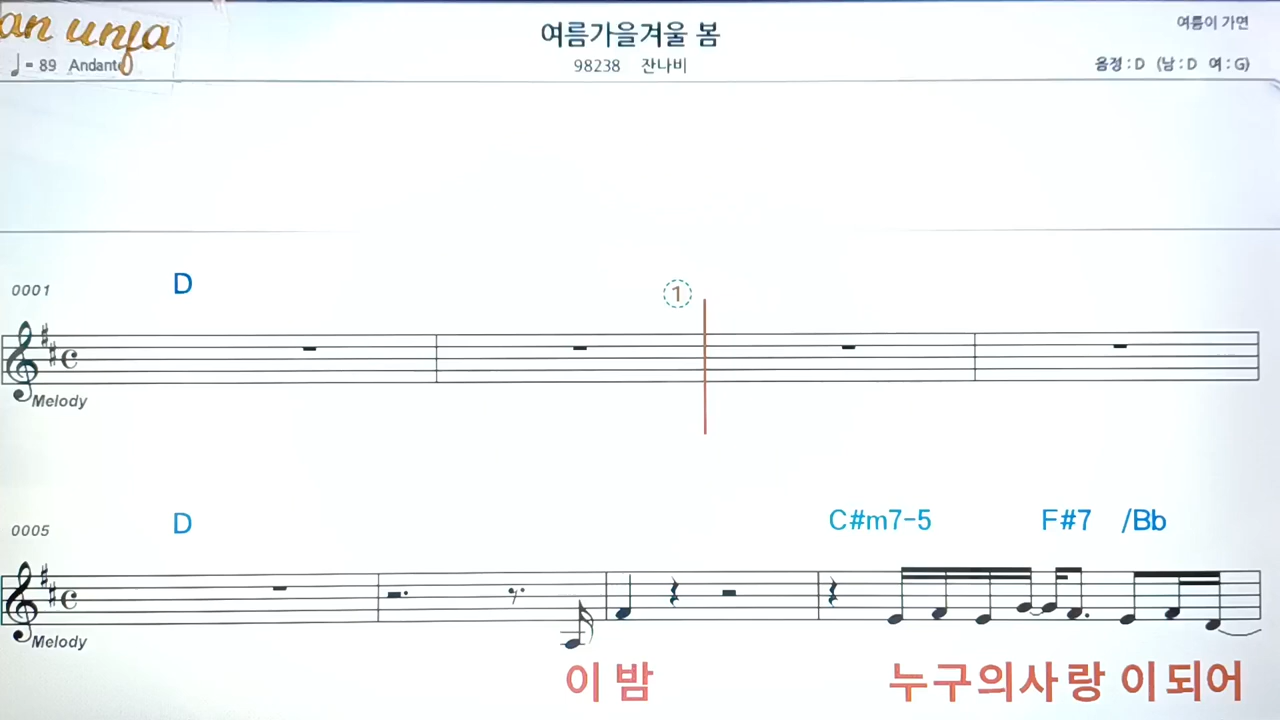 an unfa
여름가을겨울 봄
여름이 가면
♩= 89 Andante
98238 잔나비
음정 : D (남 : D 여 : G)
0001
D
1
Melody
0005
D
C#m7-5 F#7 /Bb
Melody
이 밤 누구의사랑 이되어